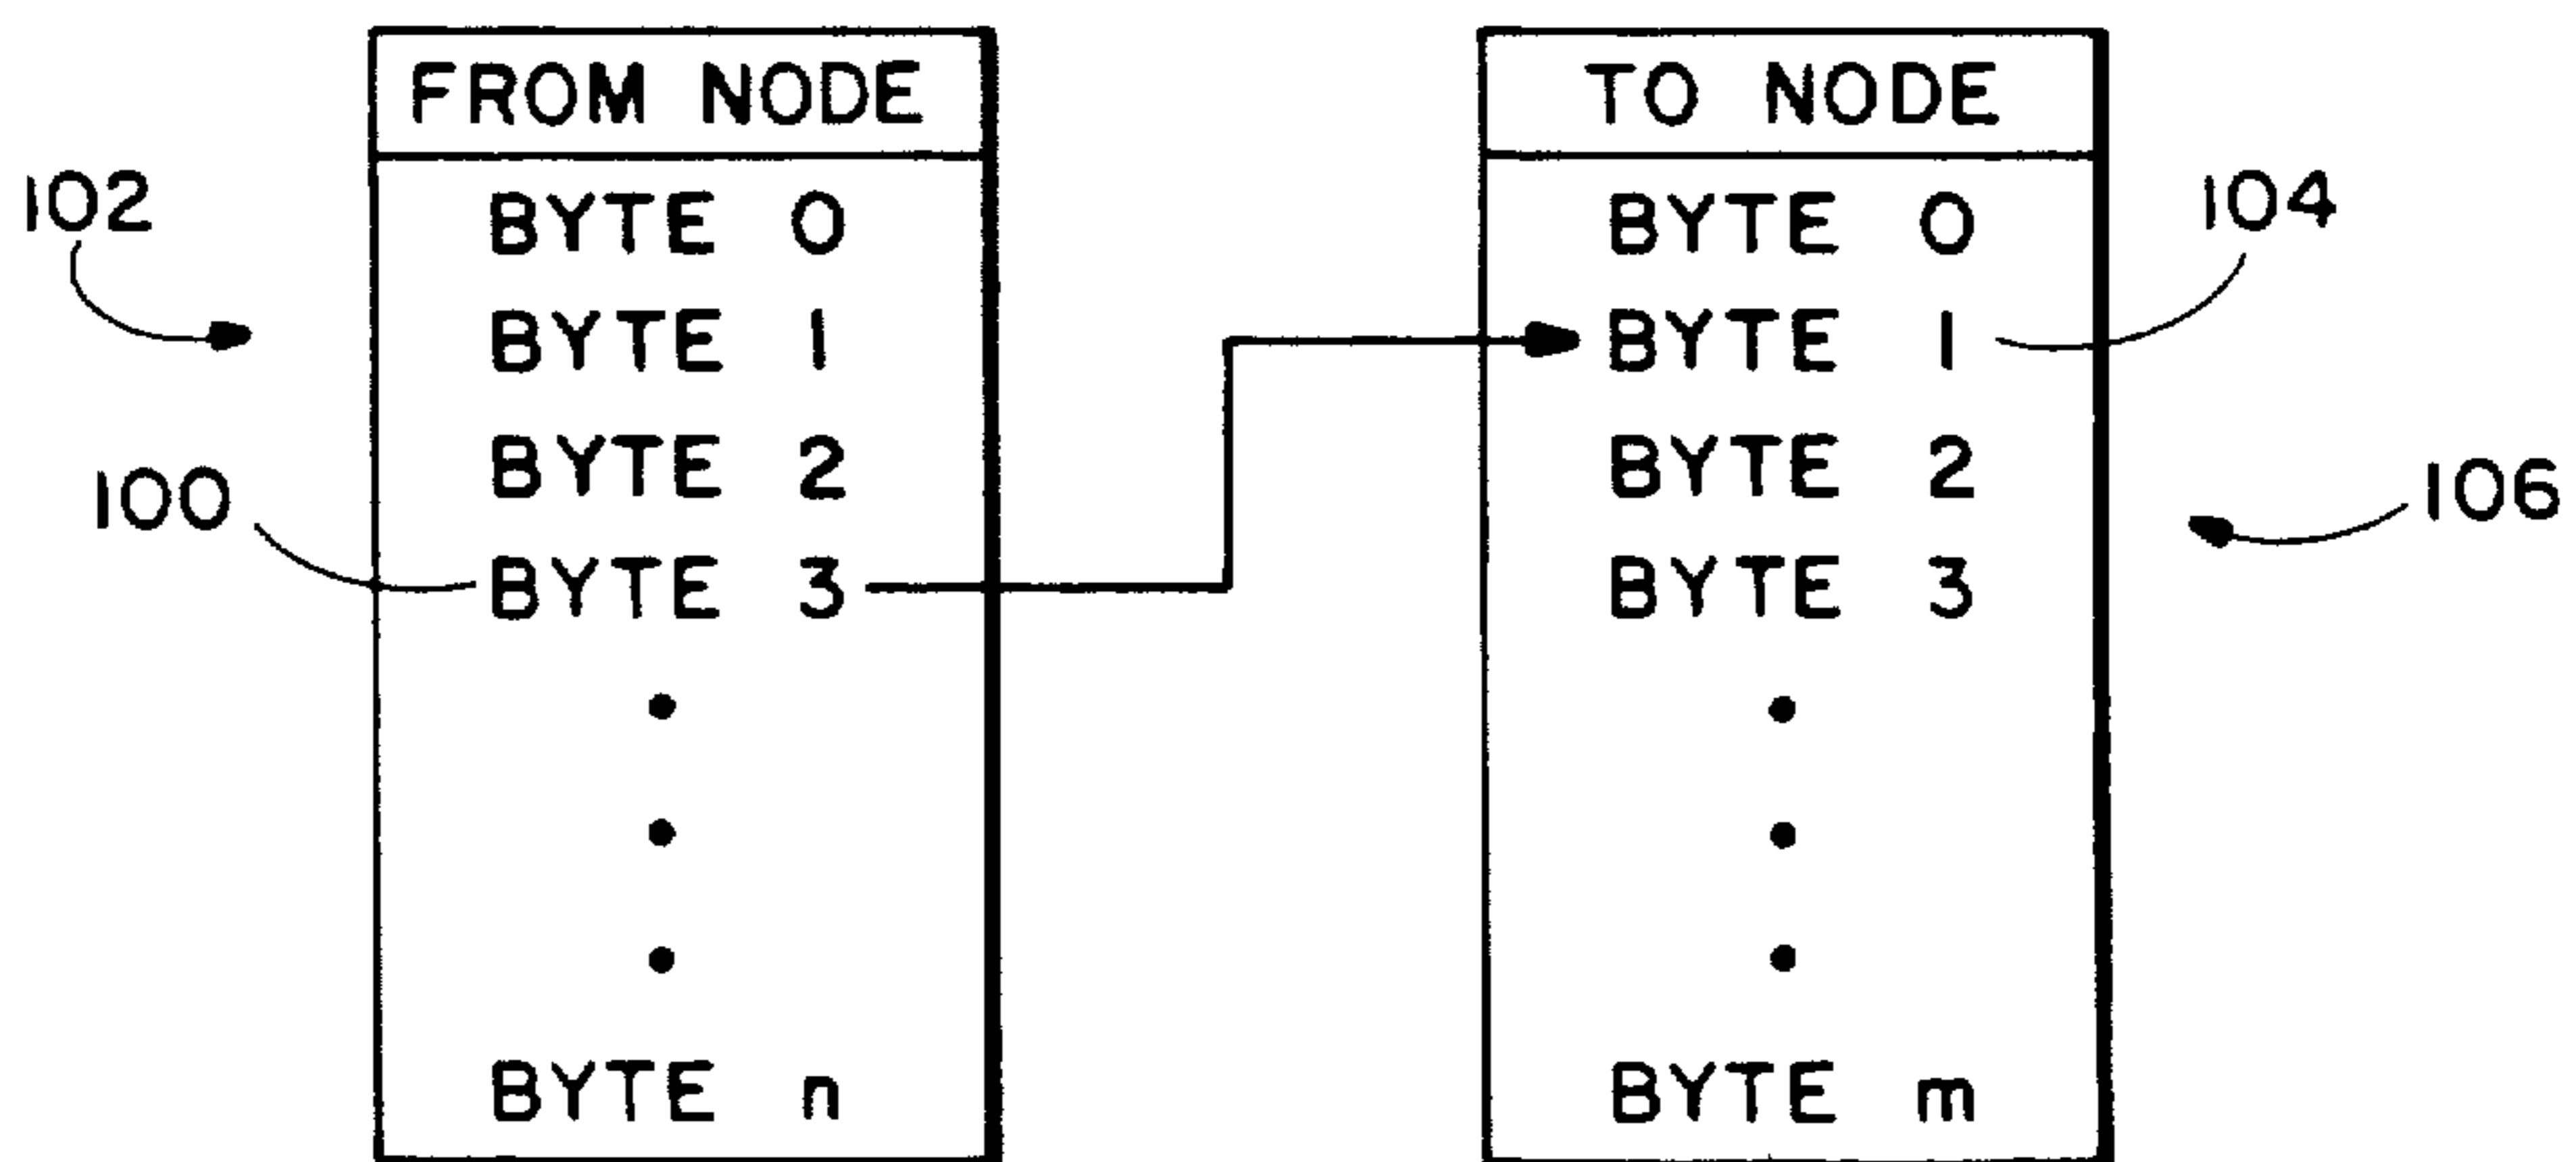 FROM NODE
BYTE 0
BYTE 1
BYTE 2
BYTE 3
BYTE n
102
100
TO NODE
BYTE 0
BYTE 1
BYTE 2
BYTE 3
BYTE m
104
106